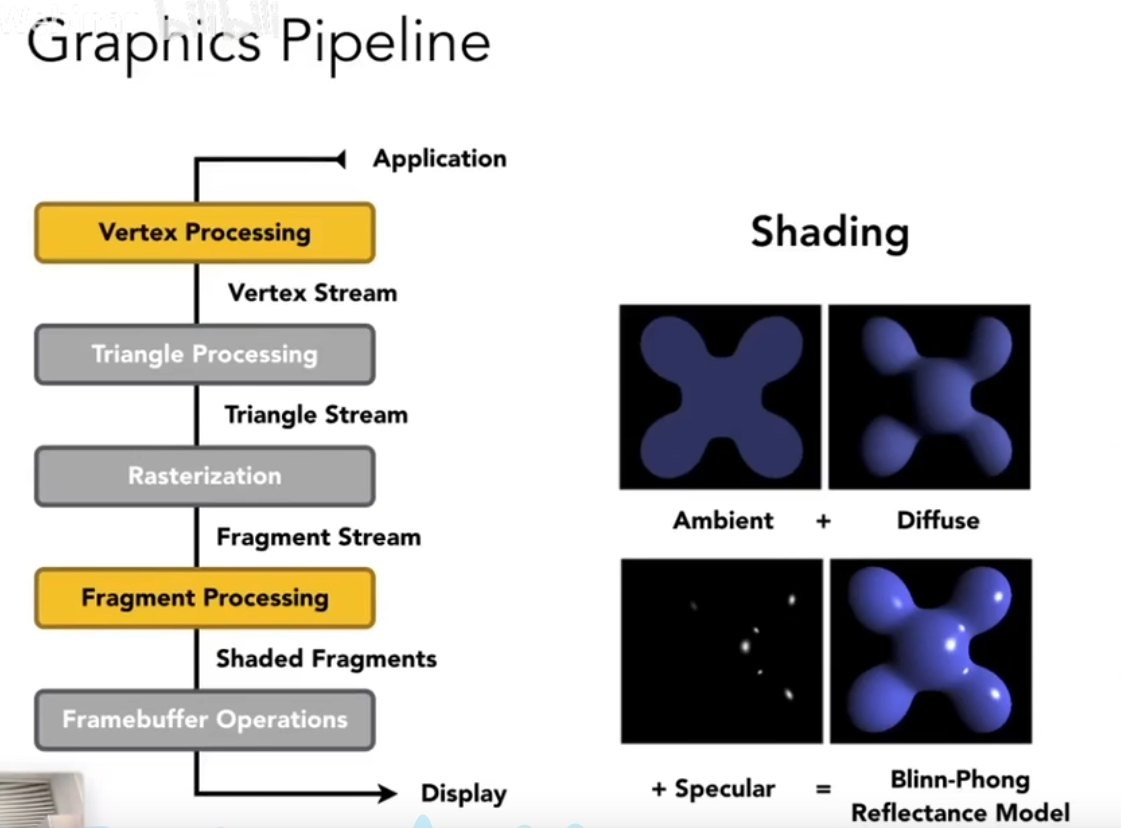 Graphics Pipeline
Application
Vertex Processing
Vertex Stream
Triangle Processing
Triangle Stream
Rasterization
Fragment Stream
Fragment Processing
Shaded Fragments
Framebuffer Operations
Display
Shading
Ambient + Diffuse
+ Specular = Blinn-Phong
Reflectance Model